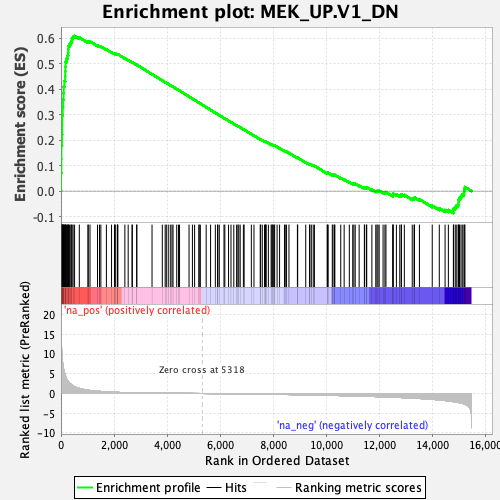 Enrichment plot: MEK_UP.V1_DN
Enrichment score (ES)
0.6
0.5
0.4
0.3
0.2
0.1
0.0
-0.1
'na_pos' (positively correlated)
Ranked list metric (PreRanked)
20
15
10
5
0
-5
-10
Zero cross at 5318
'na_neg' (negatively correlated)
0
2,000
4,000
6,000
8,000
10,000
12,000
14,000
16,000
Rank in Ordered Dataset
Enrichment profile
Hits
Ranking metric scores